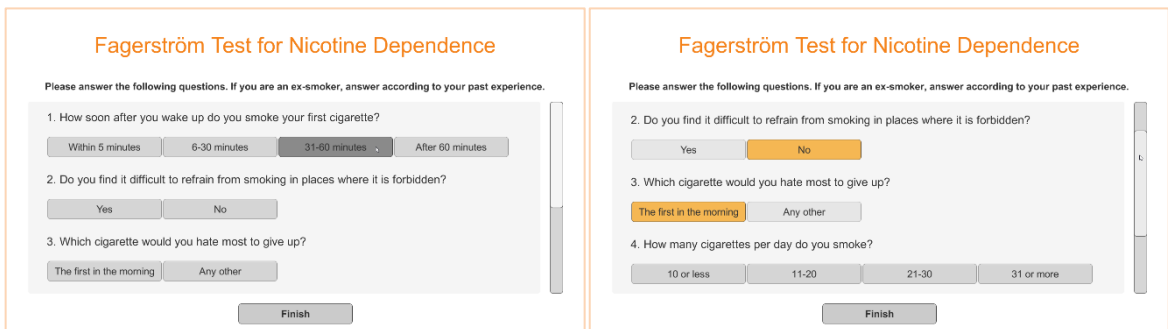 Fagerström Test for Nicotine Dependence
Please answer the following questions. If you are an ex-smoker, answer according to your past experience.
1. How soon after you wake up do you smoke your first cigarette?
Within 5 minutes 6-30 minutes 31-60 minutes After 60 minutes
2. Do you find it difficult to refrain from smoking in places where it is forbidden?
Yes No
3. Which cigarette would you hate most to give up?
The first in the morning Any other
Finish
Fagerström Test for Nicotine Dependence
Please answer the following questions. If you are an ex-smoker, answer according to your past experience.
2. Do you find it difficult to refrain from smoking in places where it is forbidden?
Yes No
3. Which cigarette would you hate most to give up?
The first in the morning Any other
4. How many cigarettes per day do you smoke?
10 or less 11-20 21-30 31 or more
Finish